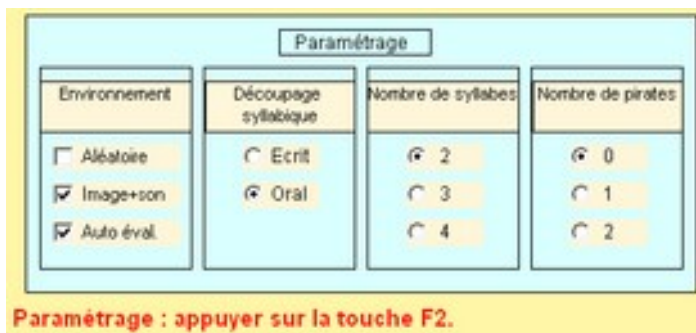 Paramétrage
Environnement
Aléatoire
Image+son
Auto éval.
Découpage
syllabique
Ecrit
Oral
Nombre de syllabes
2
3
4
Nombre de pirates
0
1
2
Paramétrage : appuyer sur la touche F2.